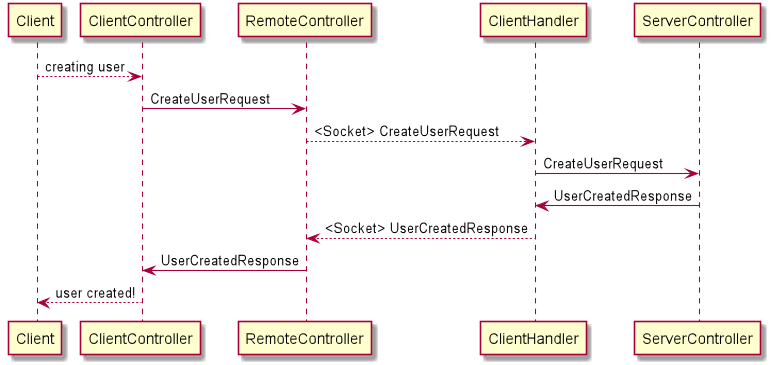 Client ClientController RemoteController ClientHandler ServerController
creating user
CreateUserRequest
<Socket> CreateUserRequest
CreateUserRequest
UserCreatedResponse
<Socket> UserCreatedResponse
UserCreatedResponse
user created!
Client ClientController RemoteController ClientHandler ServerController